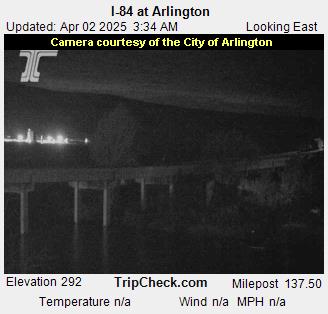 I-84 at Arlington
Updated: Apr 02 2025 3:34 AM Looking East
Camera courtesy of the City of Arlington
Elevation 292 TripCheck.com Milepost 137.50
Temperature n/a Wind n/a MPH n/a